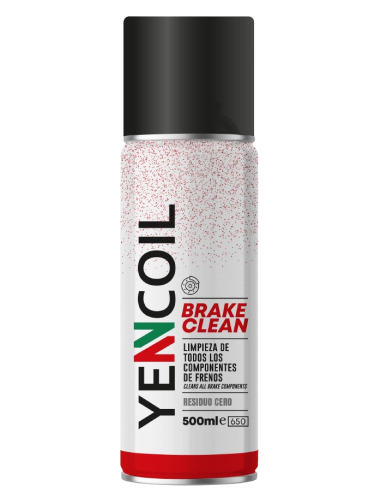 YENCOIL
BRAKE
CLEAN
LIMPIEZA DE
TODOS LOS
COMPONENTES
DE FRENOS
CLEANS ALL BRAKE COMPONENTS
RESIDUO CERO
500ml e 650